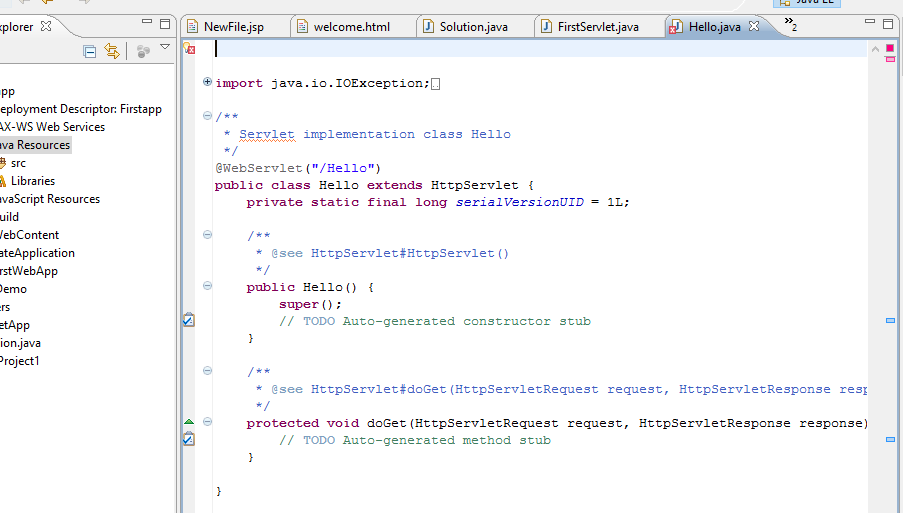 Java EE
xplorer
NewFile.jsp
welcome.html
Solution.java
FirstServlet.java
Hello.java
»2
pp
eployment Descriptor: Firstapp
AX-WS Web Services
ava Resources
src
Libraries
avaScript Resources
uild
WebContent
ateApplication
rstWebApp
Demo
ers
etApp
ion.java
Project1
import java.io.IOException;
/**
* Servlet implementation class Hello
*/
@WebServlet("/Hello")
public class Hello extends HttpServlet {
private static final long serialVersionUID = 1L;
/**
* @see HttpServlet#HttpServlet()
*/
public Hello() {
super();
// TODO Auto-generated constructor stub
}
/**
* @see HttpServlet#doGet(HttpServletRequest request, HttpServletResponse resp
*/
protected void doGet(HttpServletRequest request, HttpServletResponse response)
// TODO Auto-generated method stub
}
}